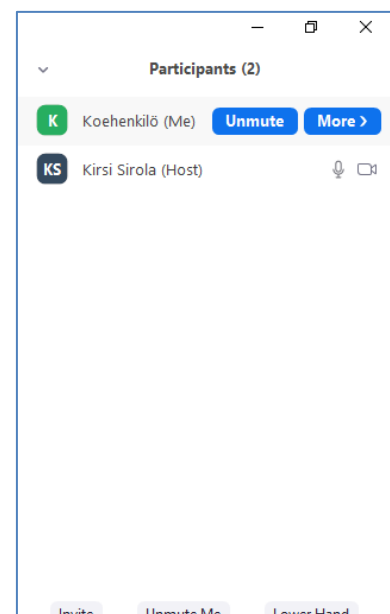 Participants (2)
K Koehenkilö (Me) Unmute More >
KS Kirsi Sirola (Host)
Invite Unmute Me Lower Hand